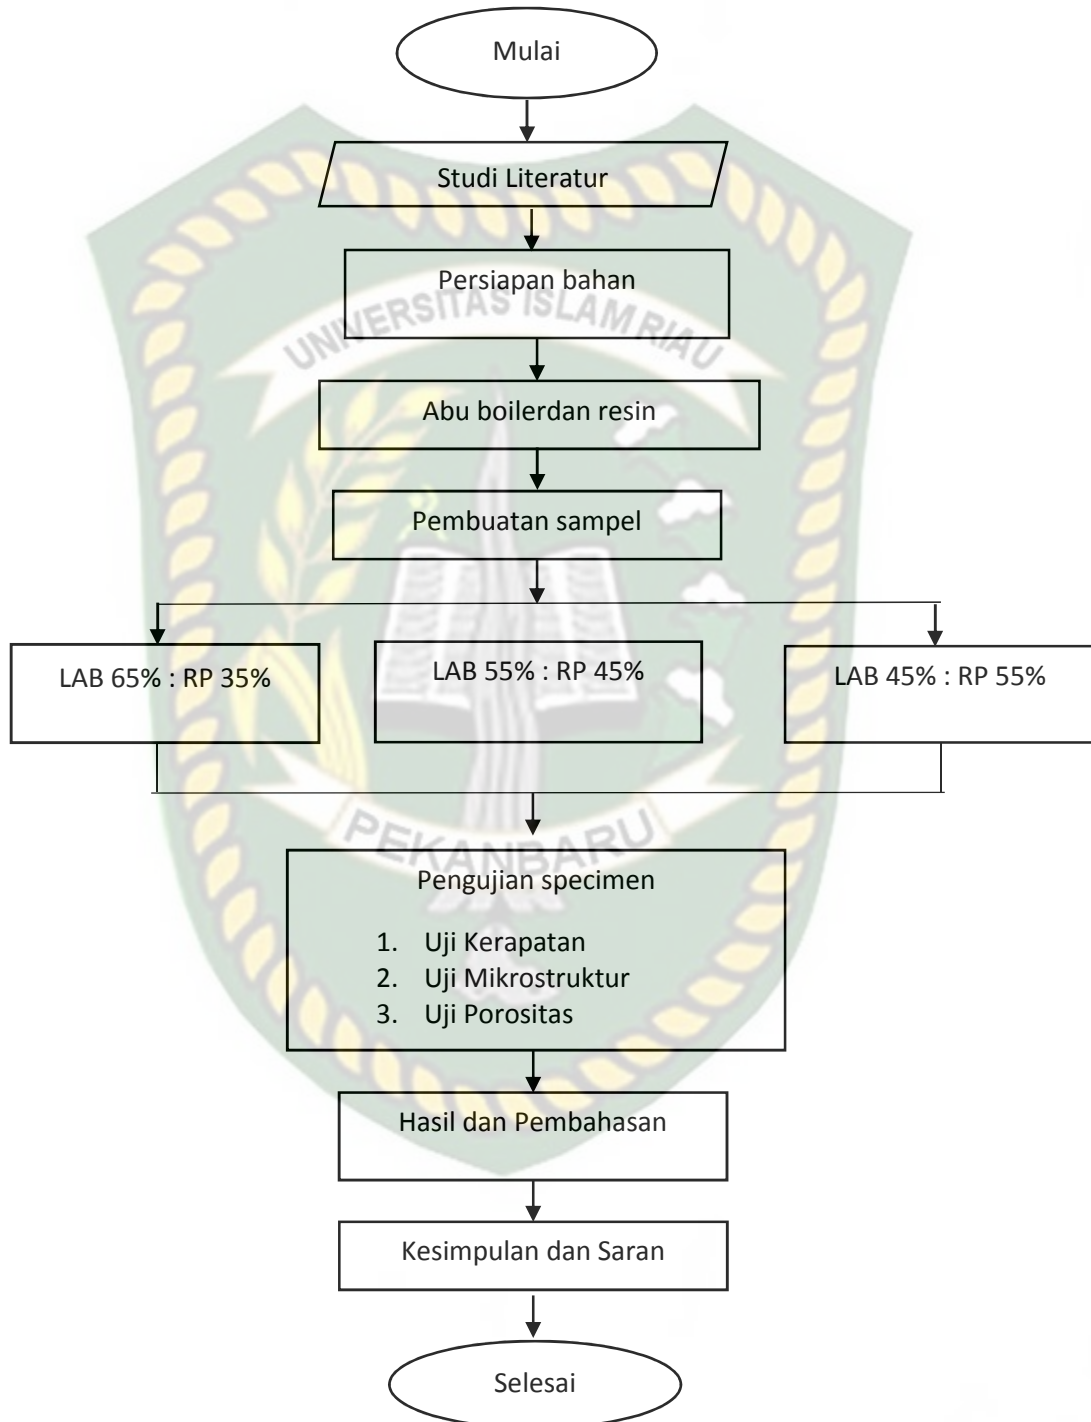 Mulai
Studi Literatur
Persiapan bahan
UNIVERSITAS ISLAM RIAU
Abu boilerdan resin
Pembuatan sampel
LAB 65% : RP 35%
LAB 55% : RP 45%
LAB 45% : RP 55%
PEKANBARU
Pengujian specimen
1. Uji Kerapatan
2. Uji Mikrostruktur
3. Uji Porositas
Hasil dan Pembahasan
Kesimpulan dan Saran
Selesai